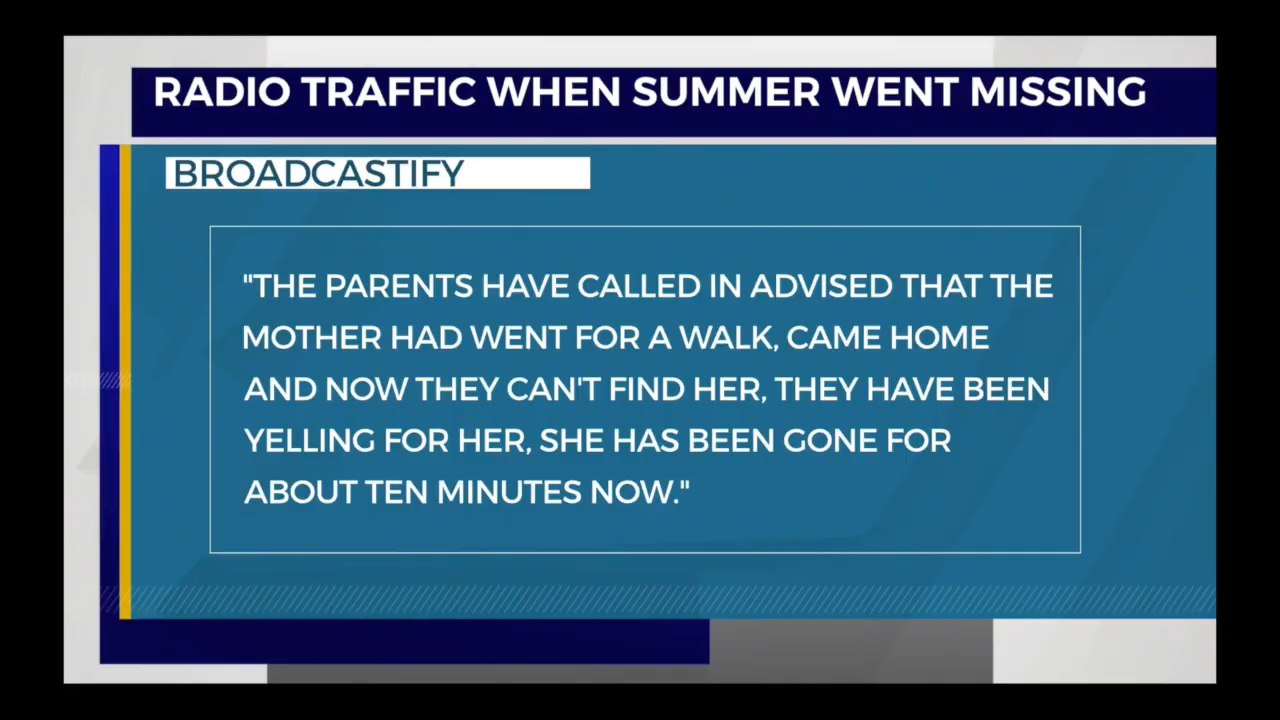 RADIO TRAFFIC WHEN SUMMER WENT MISSING
BROADCASTIFY
"THE PARENTS HAVE CALLED IN ADVISED THAT THE
MOTHER HAD WENT FOR A WALK, CAME HOME
AND NOW THEY CAN'T FIND HER, THEY HAVE BEEN
YELLING FOR HER, SHE HAS BEEN GONE FOR
ABOUT TEN MINUTES NOW."